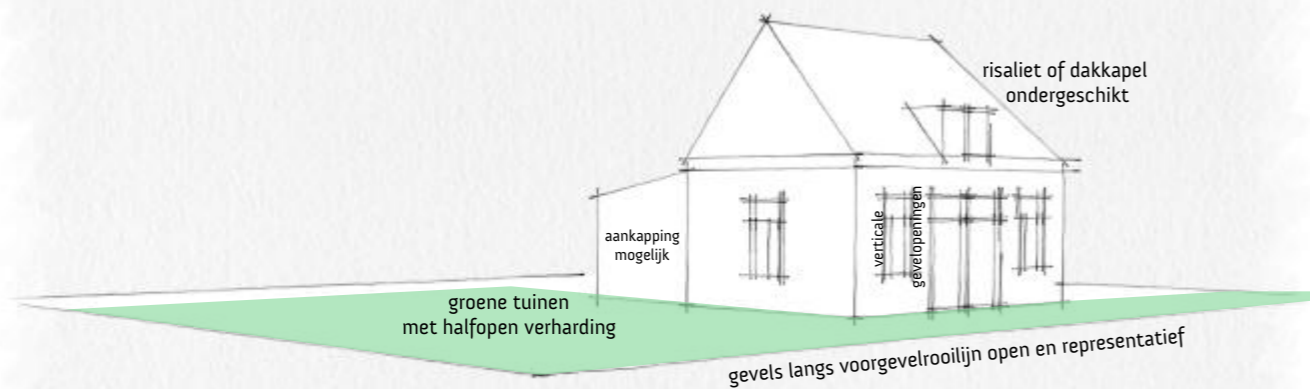 risaliet of dakkapel
ondergeschikt
aankapping
mogelijk
verticale
gevelopeningen
groene tuinen
met halfopen verharding
gevels langs voorgevelrooilijn open en representatief